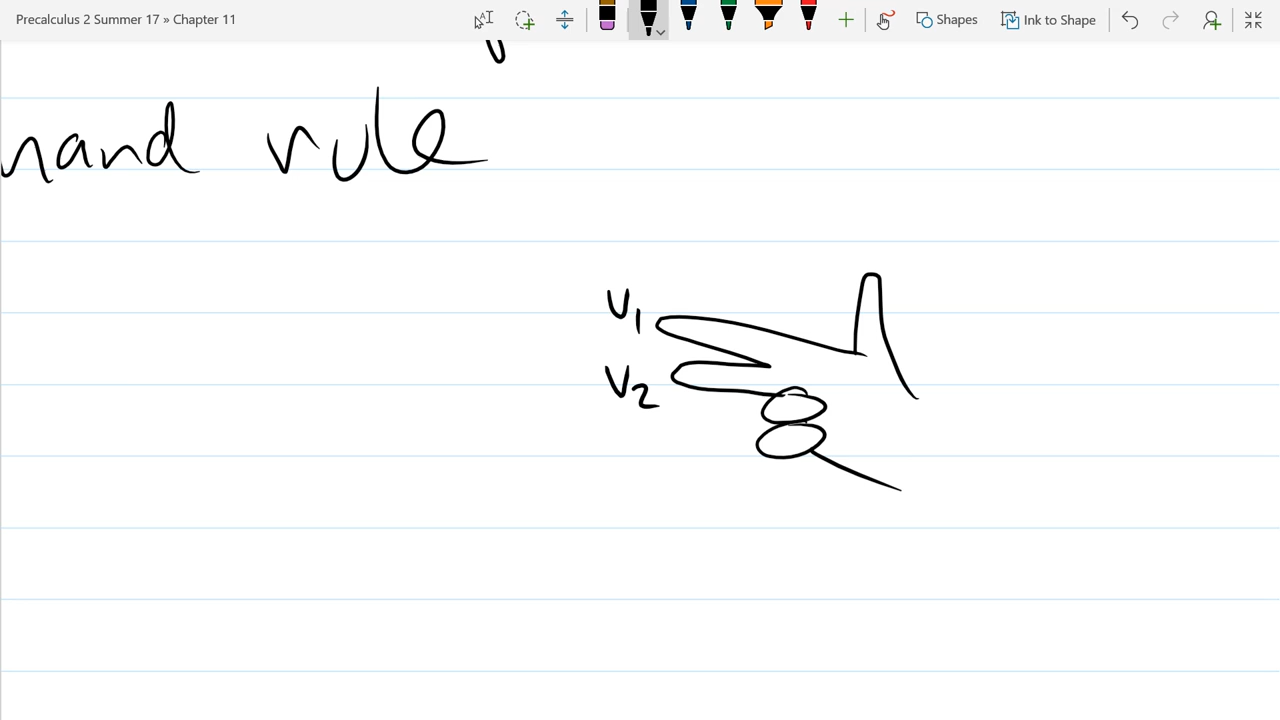 Precalculus 2 Summer 17 » Chapter 11
Shapes
Ink to Shape
hand rule
V1
V2